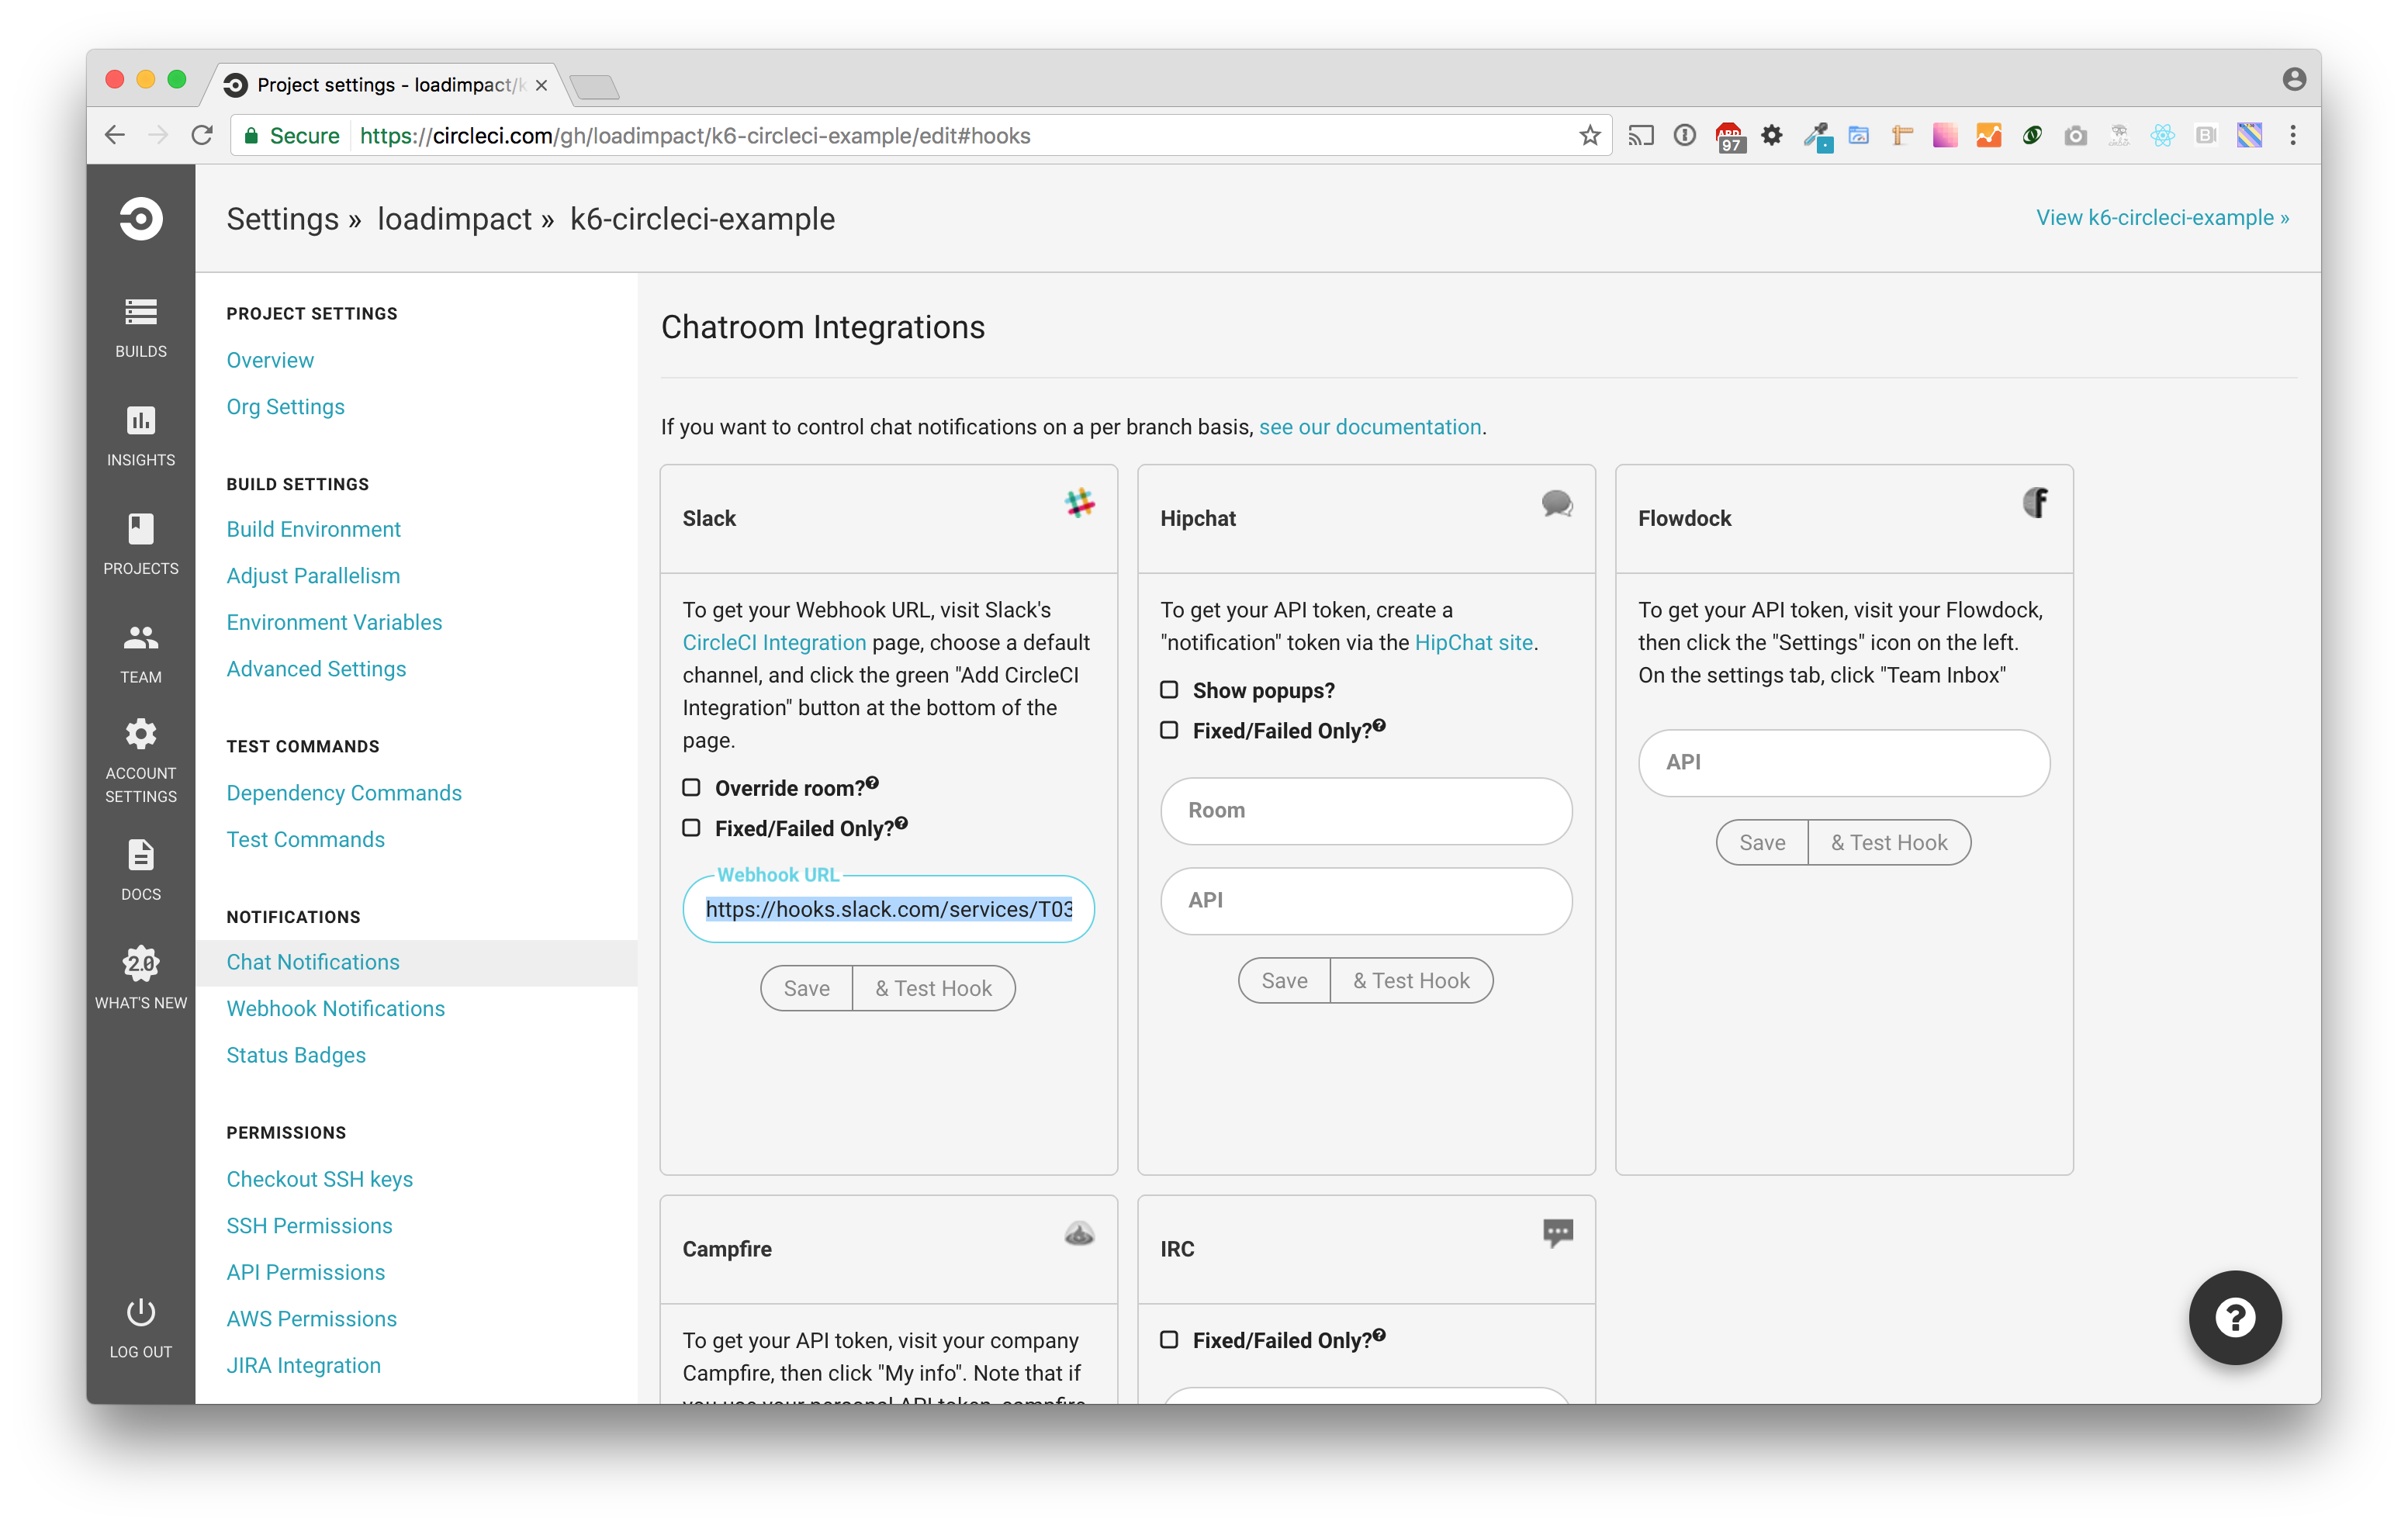 Project settings - loadimpact/k
Secure https://circleci.com/gh/loadimpact/k6-circleci-example/edit#hooks
97
Settings » loadimpact » k6-circleci-example
View k6-circleci-example »
BUILDS
INSIGHTS
PROJECTS
TEAM
ACCOUNT
SETTINGS
DOCS
2.0
WHAT'S NEW
LOG OUT
PROJECT SETTINGS
Overview
Org Settings
BUILD SETTINGS
Build Environment
Adjust Parallelism
Environment Variables
Advanced Settings
TEST COMMANDS
Dependency Commands
Test Commands
NOTIFICATIONS
Chat Notifications
Webhook Notifications
Status Badges
PERMISSIONS
Checkout SSH keys
SSH Permissions
API Permissions
AWS Permissions
JIRA Integration
Chatroom Integrations
If you want to control chat notifications on a per branch basis, see our documentation.
Slack
To get your Webhook URL, visit Slack's
CircleCI Integration page, choose a default
channel, and click the green "Add CircleCI
Integration" button at the bottom of the
page.
Override room?
Fixed/Failed Only?
Webhook URL
https://hooks.slack.com/services/T03
Save & Test Hook
Hipchat
To get your API token, create a
"notification" token via the HipChat site.
Show popups?
Fixed/Failed Only?
Room
API
Save & Test Hook
Flowdock
To get your API token, visit your Flowdock,
then click the "Settings" icon on the left.
On the settings tab, click "Team Inbox"
API
Save & Test Hook
Campfire
To get your API token, visit your company
Campfire, then click "My info". Note that if
you use your personal API token, campfire
IRC
Fixed/Failed Only?